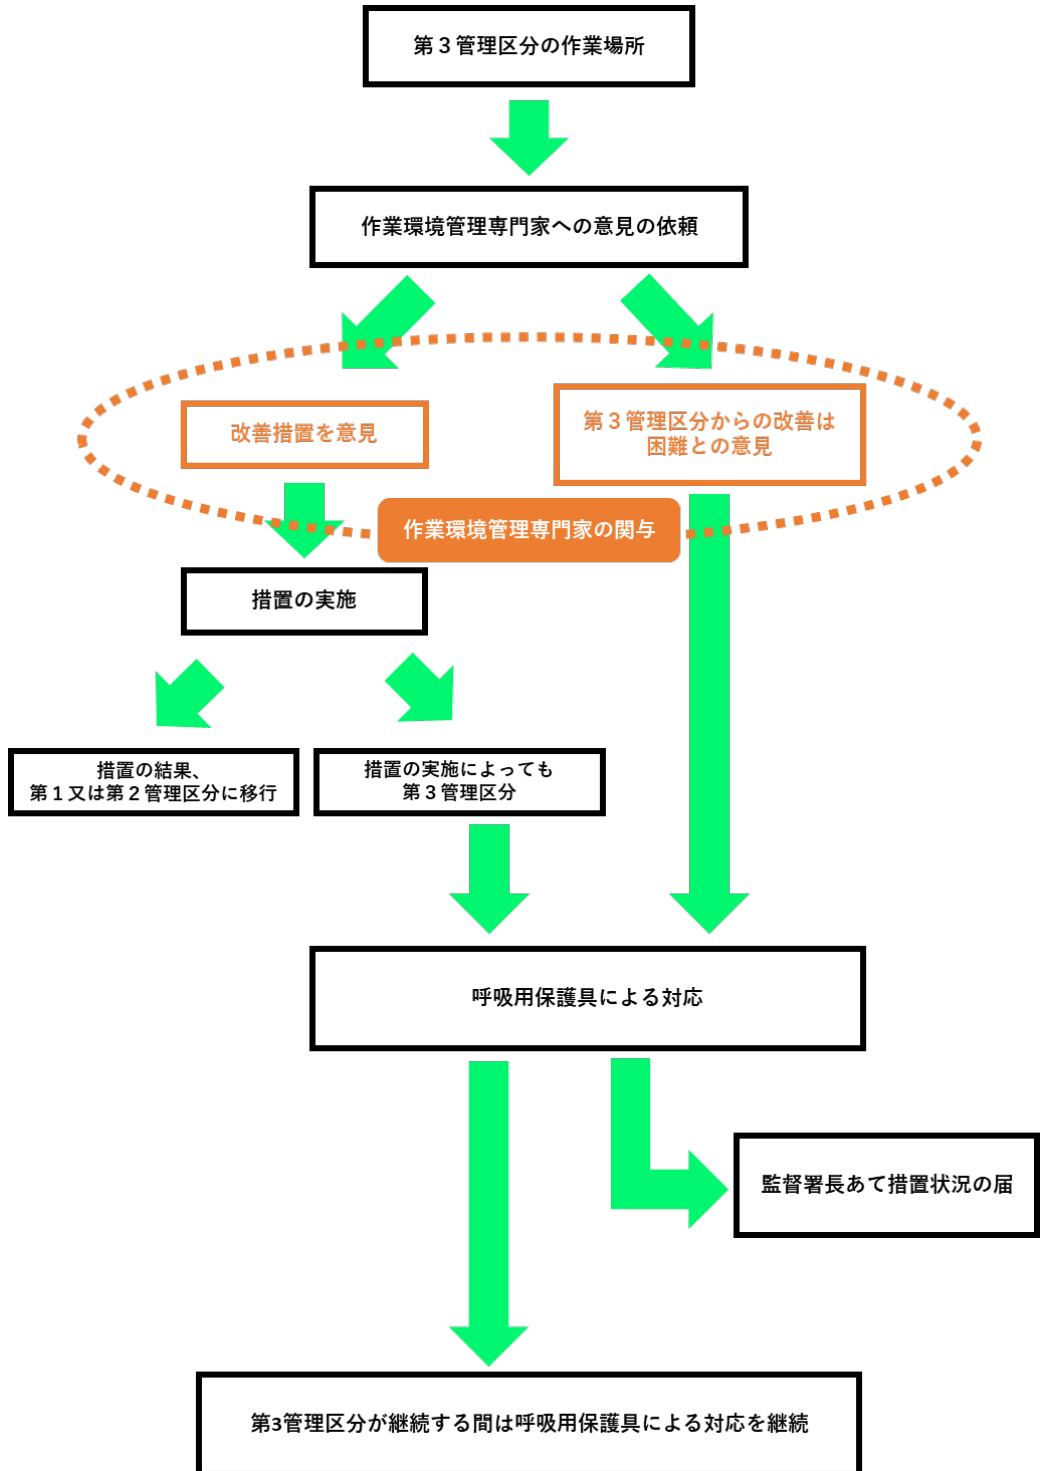 第３管理区分の作業場所
作業環境管理専門家への意見の依頼
改善措置を意見
第３管理区分からの改善は
困難との意見
作業環境管理専門家の関与
措置の実施
措置の結果、
第１又は第２管理区分に移行
措置の実施によっても
第３管理区分
呼吸用保護具による対応
監督署長あて措置状況の届
第3管理区分が継続する間は呼吸用保護具による対応を継続